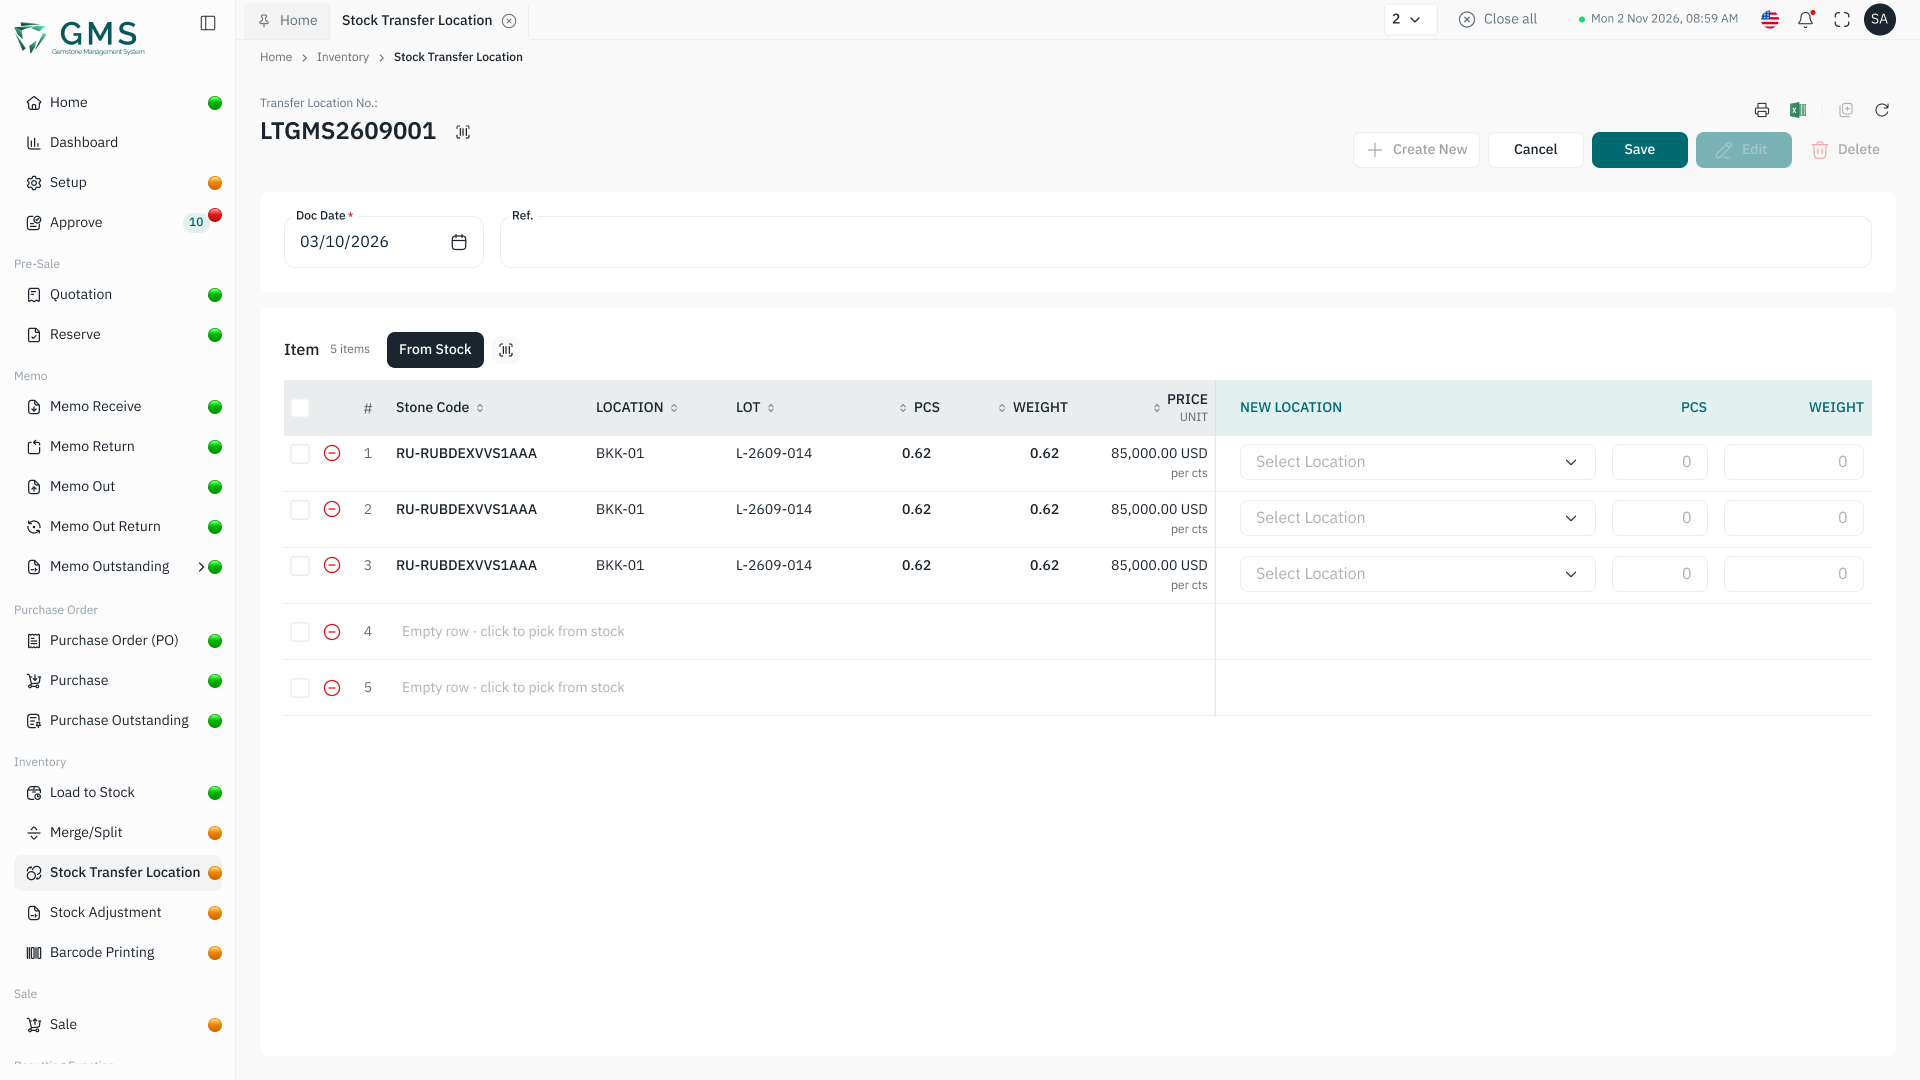 GMS
Gemstone Management System
Home
Dashboard
Setup
Approve 10
Pre-Sale
Quotation
Reserve
Memo
Memo Receive
Memo Return
Memo Out
Memo Out Return
Memo Outstanding
Purchase Order
Purchase Order (PO)
Purchase
Purchase Outstanding
Inventory
Load to Stock
Merge/Split
Stock Transfer Location
Stock Adjustment
Barcode Printing
Sale
Sale
Home Stock Transfer Location 2 Close all Mon 2 Nov 2026, 08:59 AM SA
Home > Inventory > Stock Transfer Location
Transfer Location No.:
LTGMS2609001
Create New Cancel Save Edit Delete
Doc Date * Ref.
03/10/2026
Item 5 items From Stock
# Stone Code LOCATION LOT PCS WEIGHT PRICE UNIT NEW LOCATION PCS WEIGHT
1 RU-RUBDEXVVS1AAA BKK-01 L-2609-014 0.62 0.62 85,000.00 USD Select Location 0 0
per cts
2 RU-RUBDEXVVS1AAA BKK-01 L-2609-014 0.62 0.62 85,000.00 USD Select Location 0 0
per cts
3 RU-RUBDEXVVS1AAA BKK-01 L-2609-014 0.62 0.62 85,000.00 USD Select Location 0 0
per cts
4 Empty row · click to pick from stock
5 Empty row · click to pick from stock